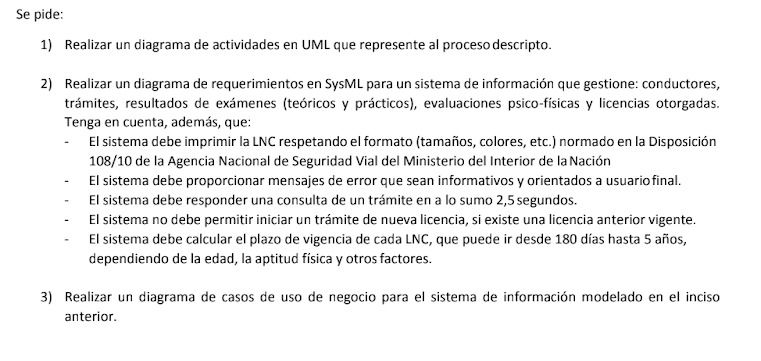 Se pide:
1) Realizar un diagrama de actividades en UML que represente al proceso descripto.
2) Realizar un diagrama de requerimientos en SysML para un sistema de información que gestione: conductores,
trámites, resultados de exámenes (teóricos y prácticos), evaluaciones psico-físicas y licencias otorgadas.
Tenga en cuenta, además, que:
- El sistema debe imprimir la LNC respetando el formato (tamaños, colores, etc.) normado en la Disposición
108/10 de la Agencia Nacional de Seguridad Vial del Ministerio del Interior de la Nación
- El sistema debe proporcionar mensajes de error que sean informativos y orientados a usuario final.
- El sistema debe responder una consulta de un trámite en a lo sumo 2,5 segundos.
- El sistema no debe permitir iniciar un trámite de nueva licencia, si existe una licencia anterior vigente.
- El sistema debe calcular el plazo de vigencia de cada LNC, que puede ir desde 180 días hasta 5 años,
dependiendo de la edad, la aptitud física y otros factores.
3) Realizar un diagrama de casos de uso de negocio para el sistema de información modelado en el inciso
anterior.